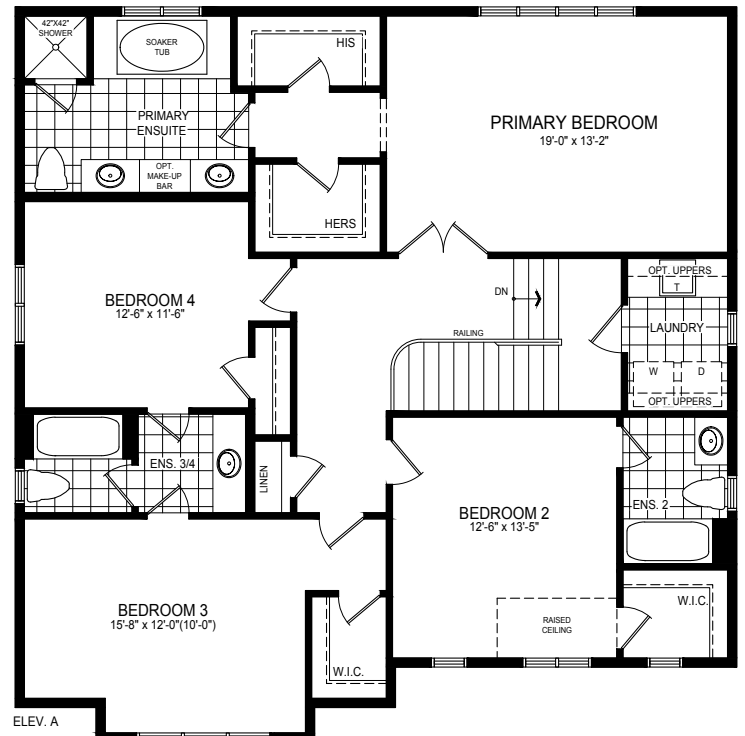 42"X42"
SHOWER
SOAKER
TUB
HIS
PRIMARY
ENSUITE
PRIMARY BEDROOM
19'-0" x 13'-2"
OPT.
MAKE-UP
BAR
HERS
BEDROOM 4
12'-6" x 11'-6"
DN
RAILING
OPT. UPPERS
T
LAUNDRY
W
D
OPT. UPPERS
ENS. 3/4
LINEN
BEDROOM 2
12'-6" x 13'-5"
ENS. 2
BEDROOM 3
15'-8" x 12'-0"(10'-0")
RAISED
CEILING
W.I.C.
W.I.C.
ELEV. A